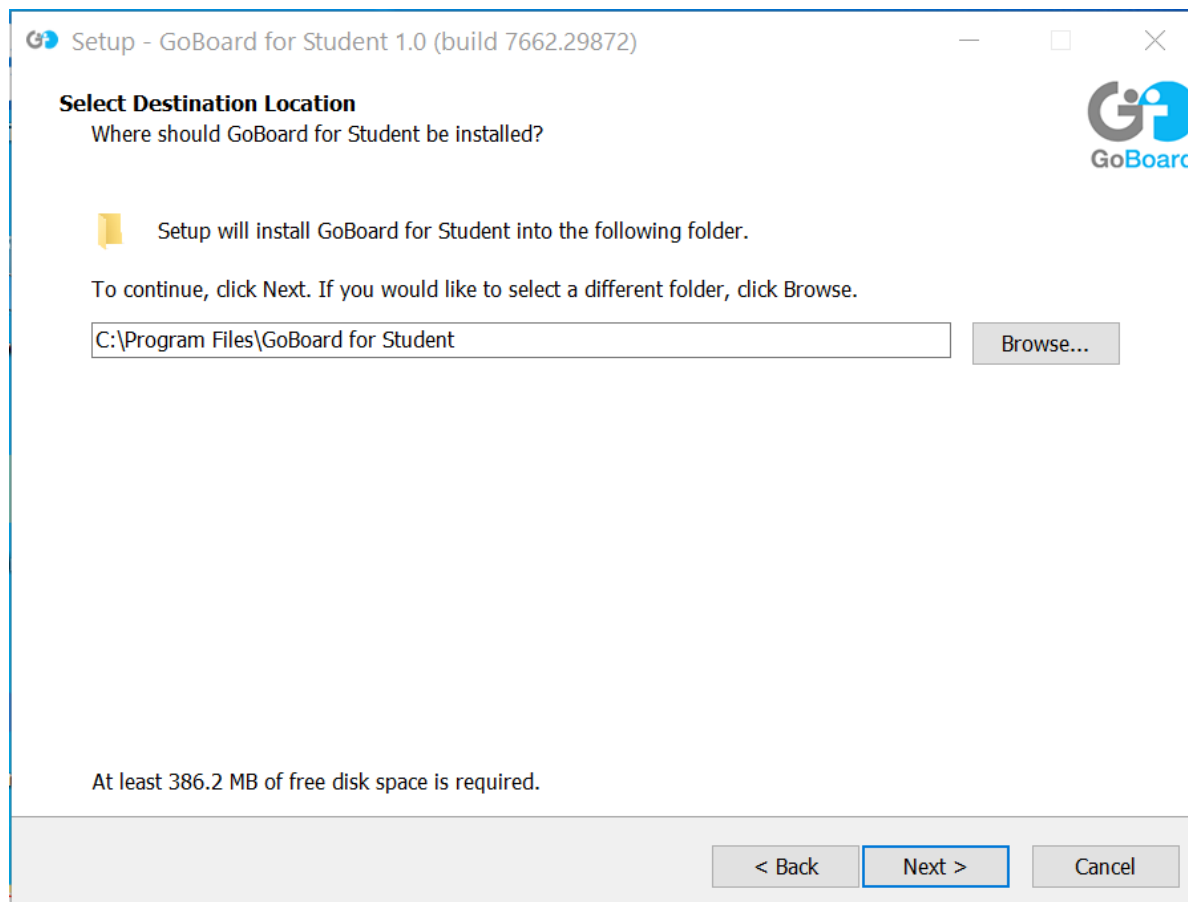 Setup - GoBoard for Student 1.0 (build 7662.29872)
Select Destination Location
Where should GoBoard for Student be installed?
GoBoard
Setup will install GoBoard for Student into the following folder.
To continue, click Next. If you would like to select a different folder, click Browse.
C:\Program Files\GoBoard for Student
Browse...
At least 386.2 MB of free disk space is required.
< Back
Next >
Cancel